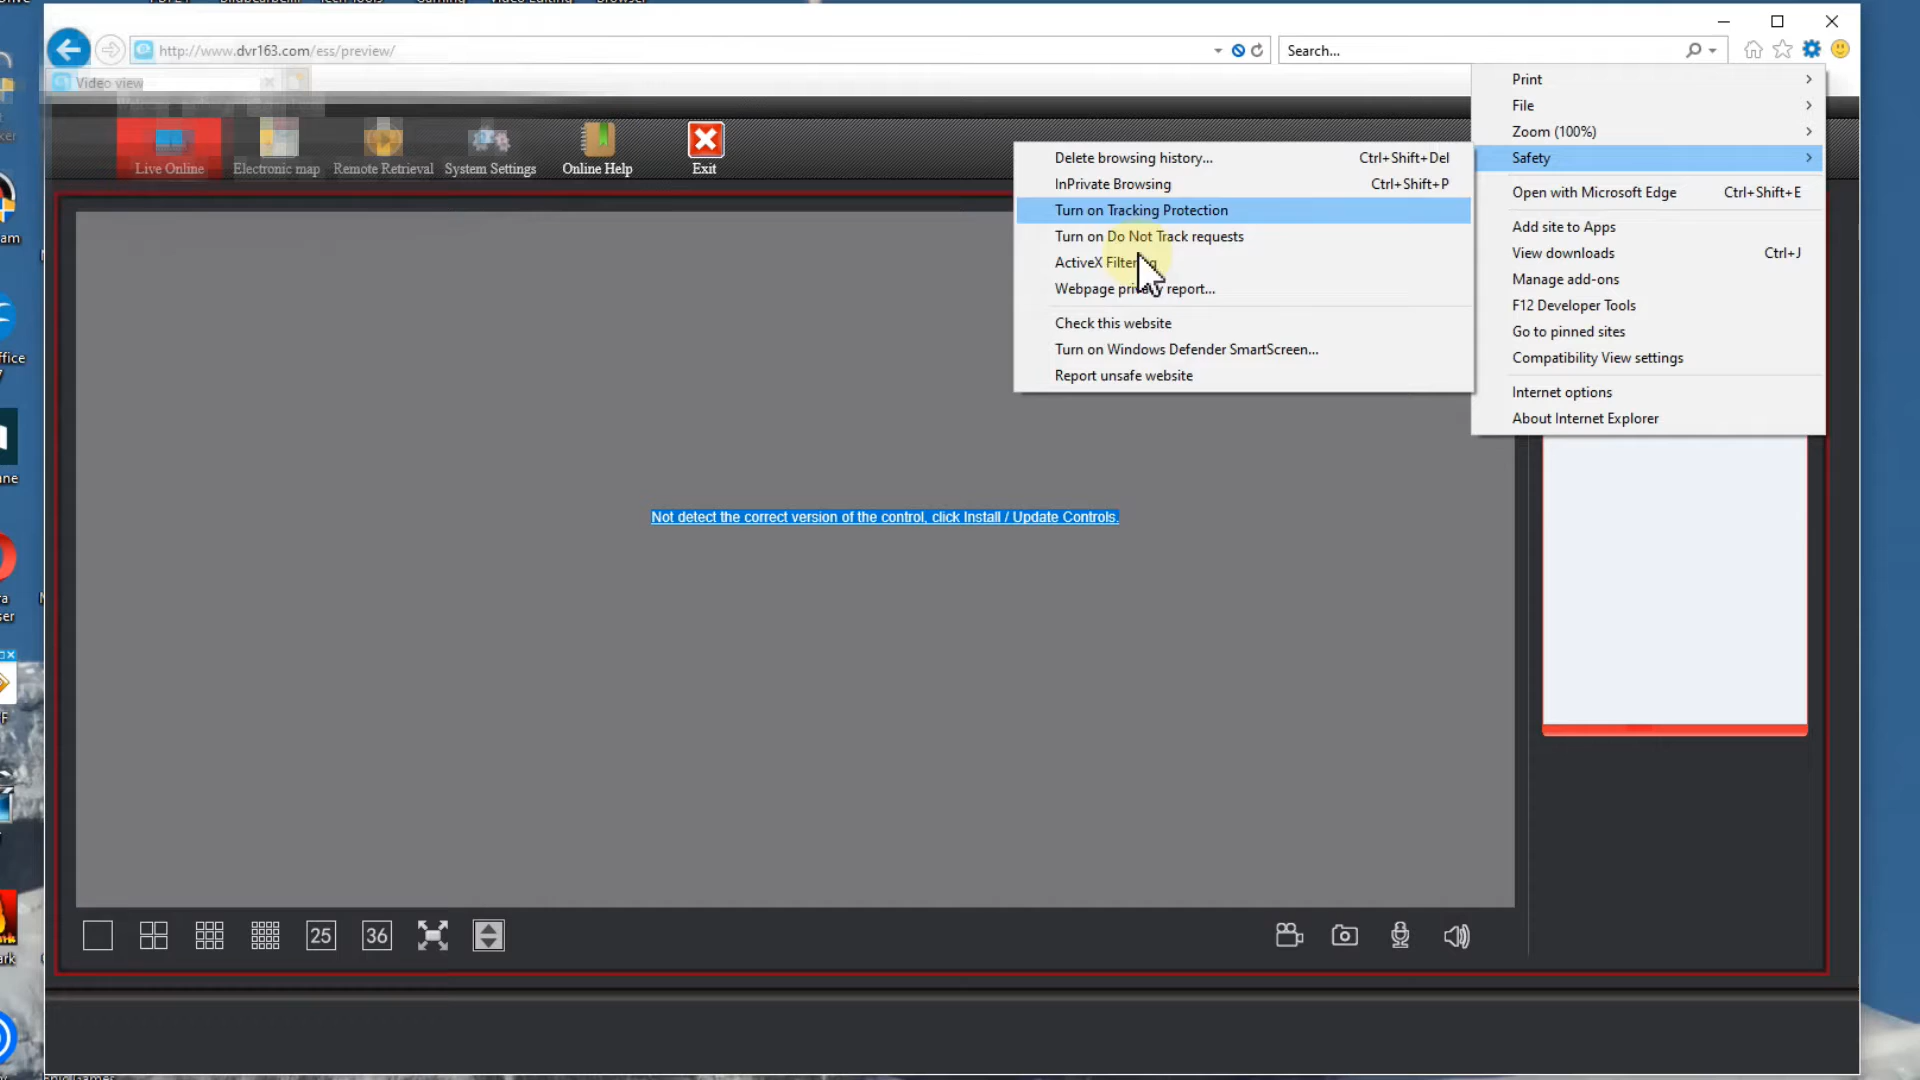 http://www.dvr163.com/ess/preview/
Search...
Video view
Print
File
Zoom (100%)
Safety
Open with Microsoft Edge Ctrl+Shift+E
Add site to Apps
View downloads Ctrl+J
Manage add-ons
F12 Developer Tools
Go to pinned sites
Compatibility View settings
Internet options
About Internet Explorer
Delete browsing history... Ctrl+Shift+Del
InPrivate Browsing Ctrl+Shift+P
Turn on Tracking Protection
Turn on Do Not Track requests
ActiveX Filtering
Webpage privacy report...
Check this website
Turn on Windows Defender SmartScreen...
Report unsafe website
Live Online
Electronic map
Remote Retrieval
System Settings
Online Help
Exit
Not detect the correct version of the control, click Install / Update Controls.
25
36